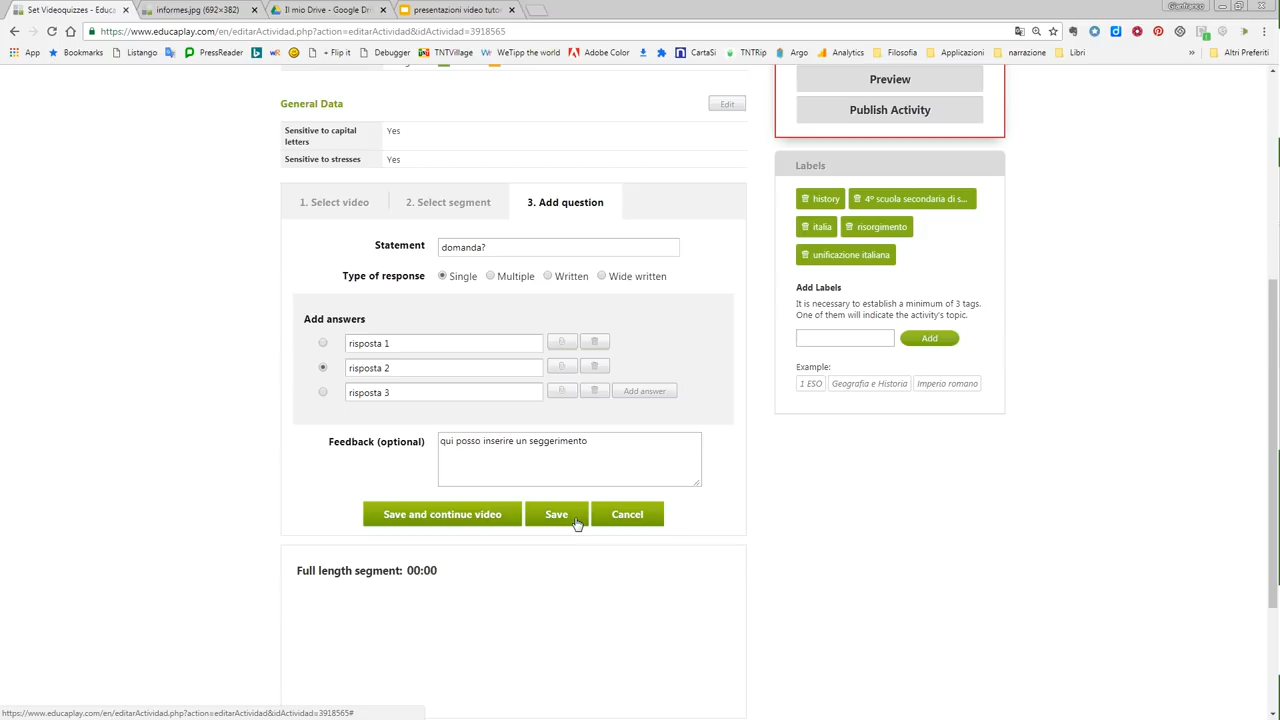 Set Videoquizzes - Educa
informes.jpg (692×382)
Il mio Drive - Google Dr
presentazioni video tuto
Gianfranco
https://www.educaplay.com/en/editarActividad.php?action=editarActividad&idActividad=3918565
App
Bookmarks
Listango
PressReader
+ Flip it
Debugger
TNTVillage
WeTipp the world
Adobe Color
CartaSi
TNTRip
Argo
Analytics
Filosofia
Applicazioni
narrazione
Libri
Altri Preferiti
Preview
Publish Activity
General Data
Edit
Sensitive to capital
letters
Yes
Sensitive to stresses
Yes
Labels
history
4º scuola secondaria di s...
italia
risorgimento
unificazione italiana
Add Labels
It is necessary to establish a minimum of 3 tags.
One of them will indicate the activity's topic.
Add
Example:
1 ESO
Geografia e Historia
Imperio romano
1. Select video
2. Select segment
3. Add question
Statement
domanda?
Type of response
Single
Multiple
Written
Wide written
Add answers
risposta 1
risposta 2
risposta 3
Add answer
Feedback (optional)
qui posso inserire un seggerimento
Save and continue video
Save
Cancel
Full length segment: 00:00
https://www.educaplay.com/en/editarActividad.php?action=editarActividad&idActividad=3918565#